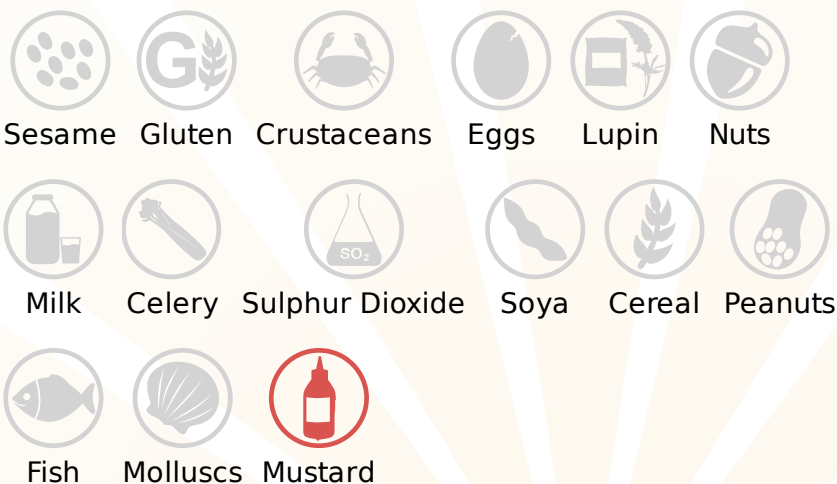 G
Sesame Gluten Crustaceans Eggs Lupin Nuts
SO₂
Milk Celery Sulphur Dioxide Soya Cereal Peanuts
Fish Molluscs Mustard